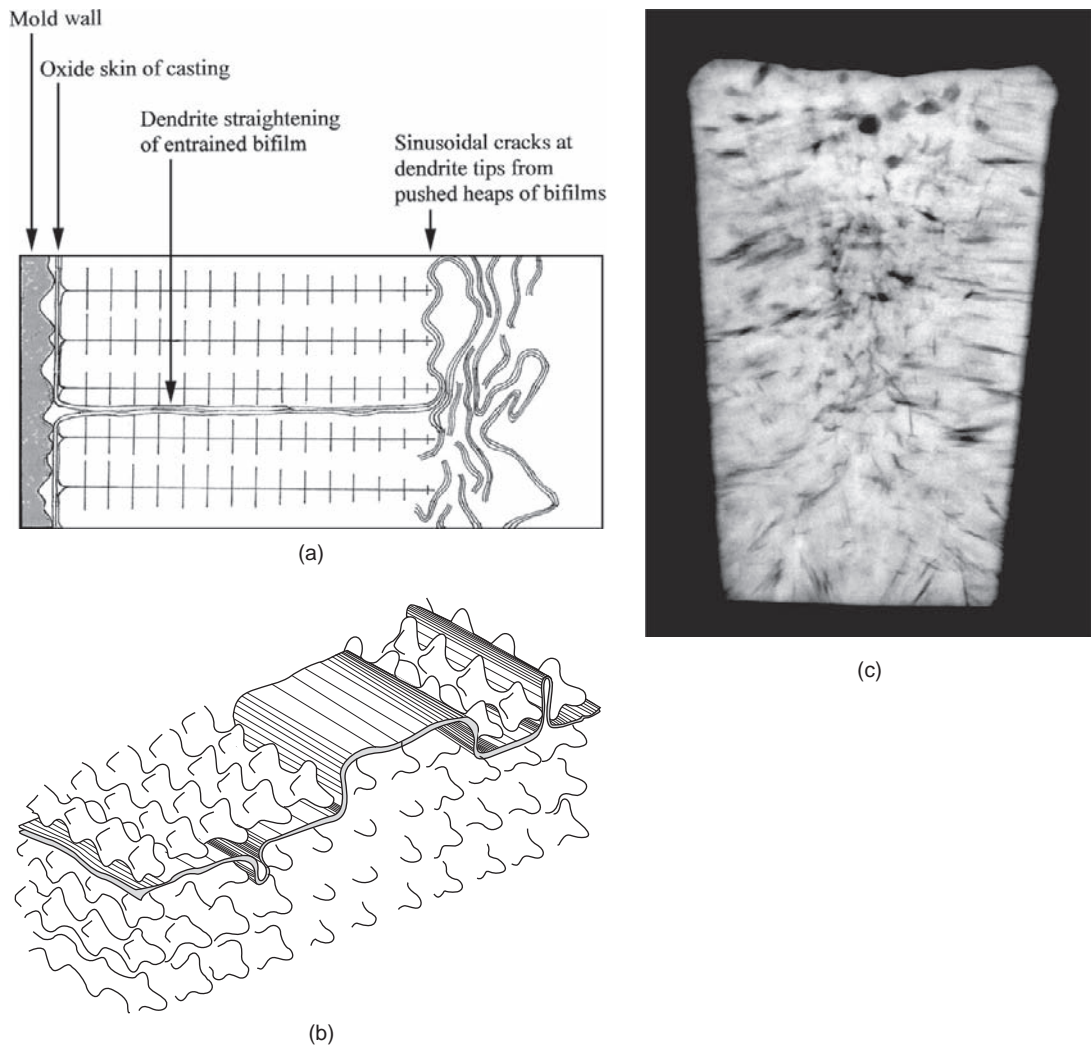 Mold wall
Oxide skin of casting
Dendrite straightening
of entrained bifilm
Sinusoidal cracks at
dendrite tips from
pushed heaps of bifilms
(a)
(b)
(c)